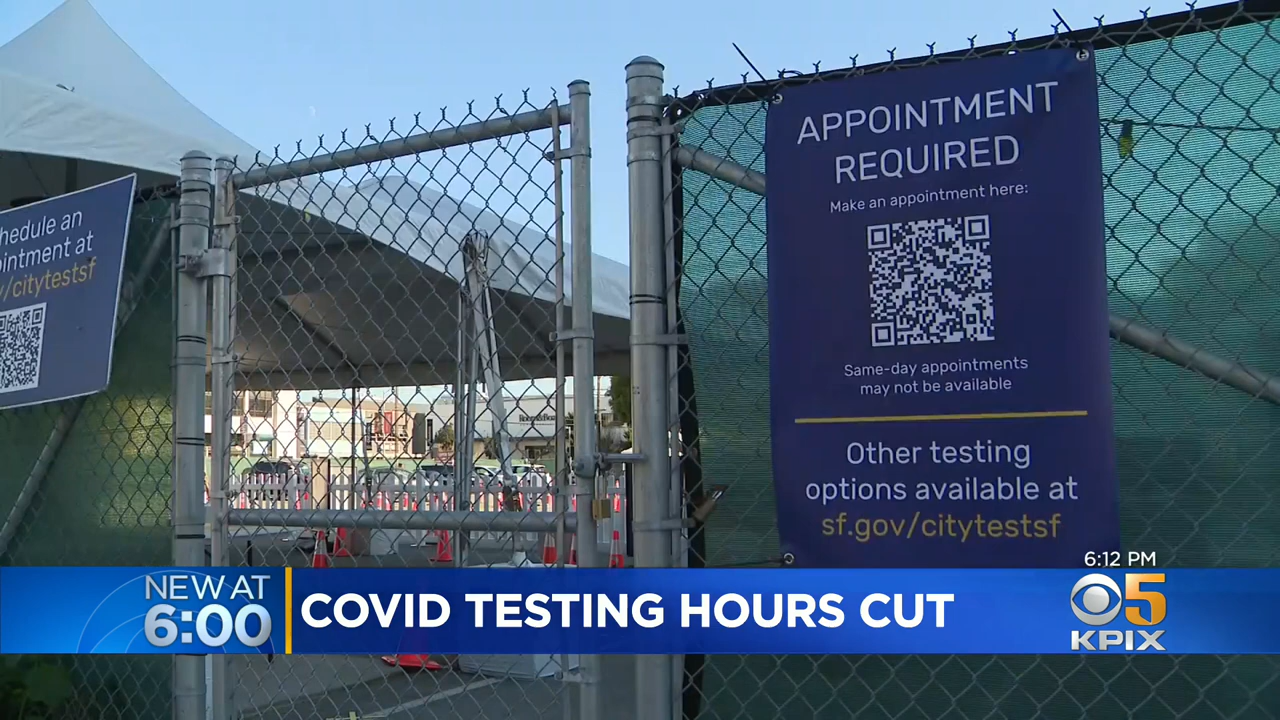 hedule an
ointment at
/citytestsf
APPOINTMENT
REQUIRED
Make an appointment here:
Same-day appointments
may not be available
Other testing
options available at
sf.gov/citytestsf
6:12 PM
NEW AT
6:00
COVID TESTING HOURS CUT
5
KPIX